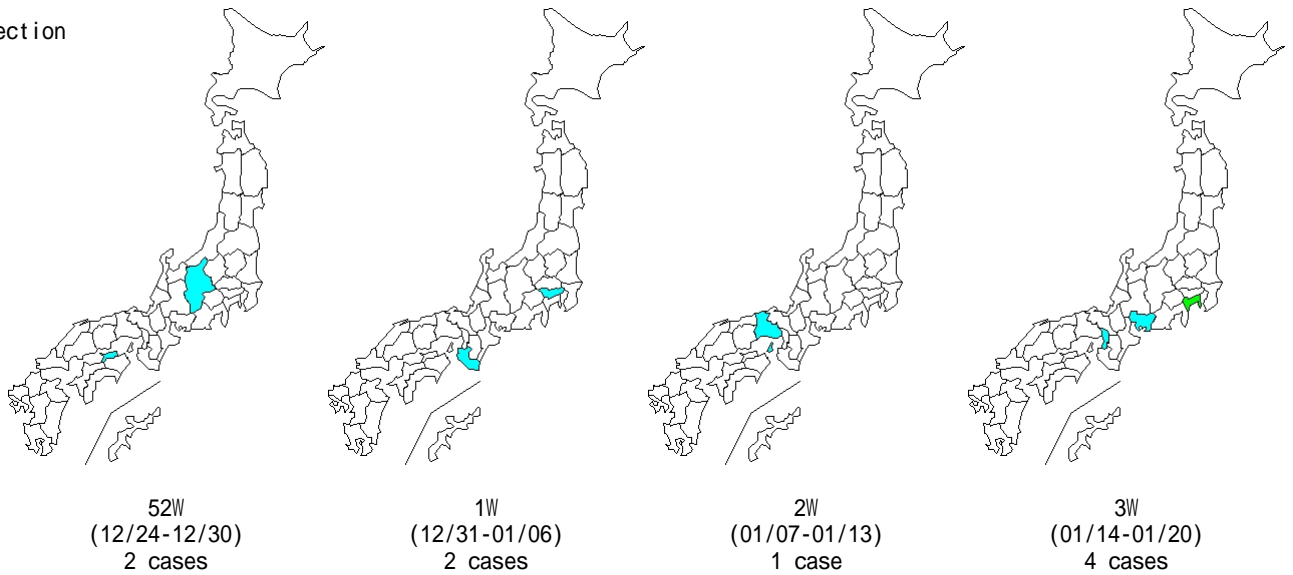 ection
52W
(12/24-12/30)
2 cases
1W
(12/31-01/06)
2 cases
2W
(01/07-01/13)
1 case
3W
(01/14-01/20)
4 cases